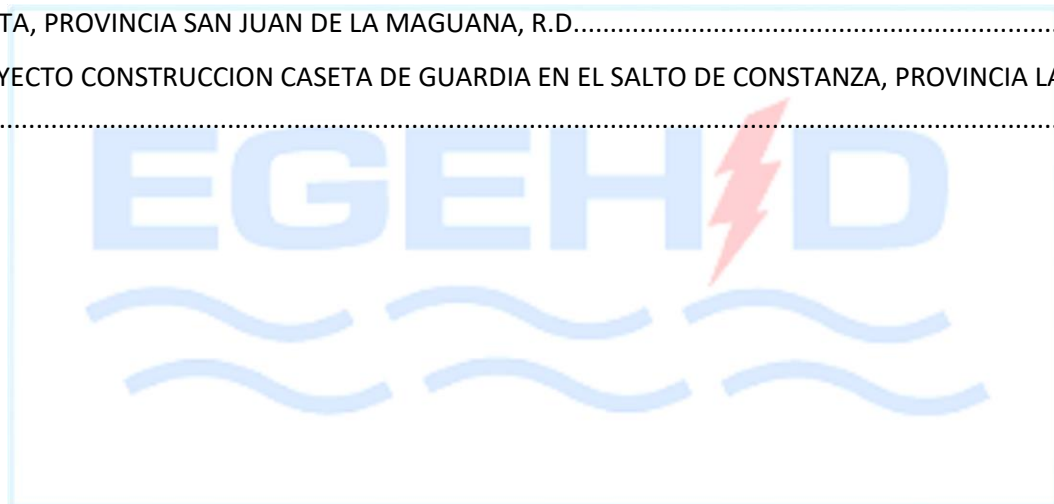 TA, PROVINCIA SAN JUAN DE LA MAGUANA, R.D....................................................................................
YECTO CONSTRUCCION CASETA DE GUARDIA EN EL SALTO DE CONSTANZA, PROVINCIA LA
....................................................................................................................................................................
EGEHID